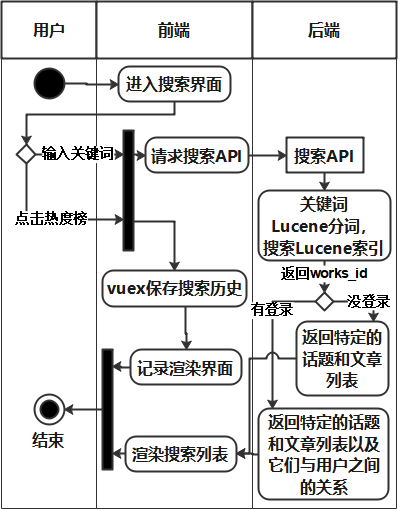 用户
前端
后端
进入搜索界面
输入关键词
请求搜索API
搜索API
点击热度榜
关键词
Lucene分词,
搜索Lucene索引
返回works_id
vuex保存搜索历史
有登录
没登录
返回特定的
话题和文章
列表
记录渲染界面
结束
渲染搜索列表
返回特定的话题
和文章列表以及
它们与用户之间
的关系